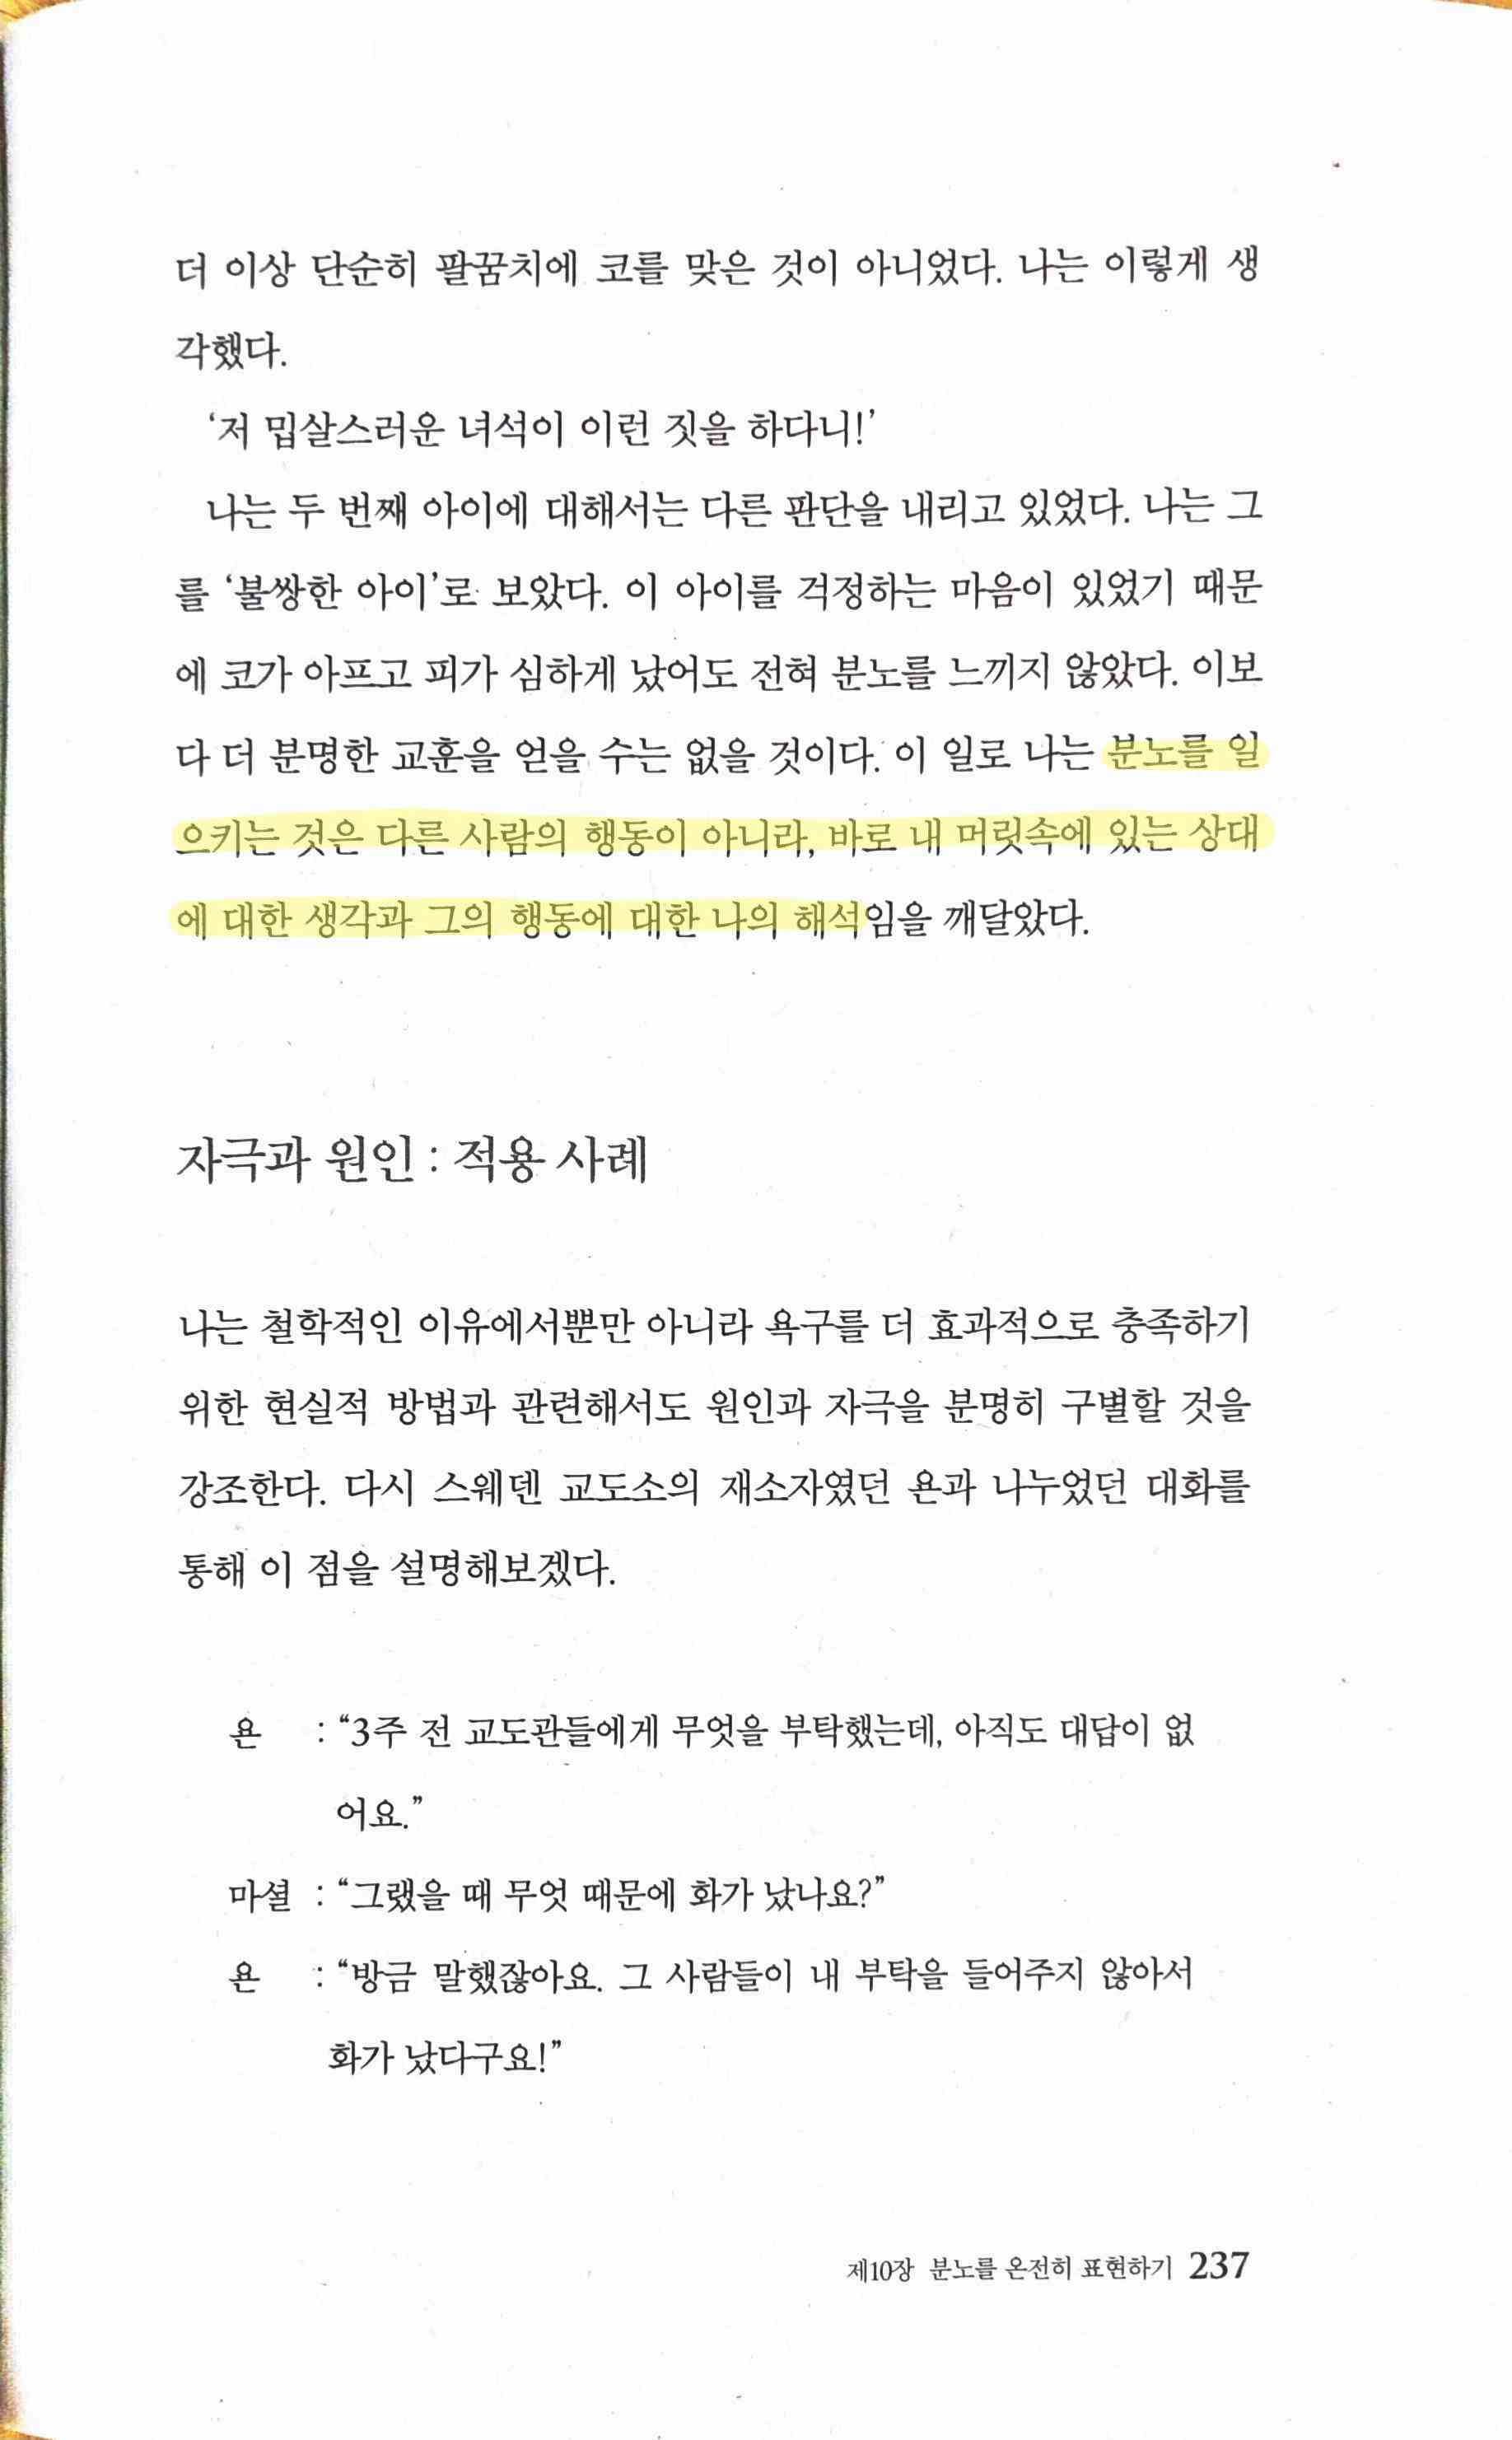 더 이상 단순히 팔꿈치에 코를 맞은 것이 아니었다. 나는 이렇게 생
각했다.
‘저 밉살스러운 녀석이 이런 짓을 하다니!’
나는 두 번째 아이에 대해서는 다른 판단을 내리고 있었다. 나는 그
를 ‘불쌍한 아이’로 보았다. 이 아이를 걱정하는 마음이 있었기 때문
에 코가 아프고 피가 심하게 났어도 전혀 분노를 느끼지 않았다. 이보
다 더 분명한 교훈을 얻을 수는 없을 것이다. 이 일로 나는 분노를 일
으키는 것은 다른 사람의 행동이 아니라, 바로 내 머릿속에 있는 상대
에 대한 생각과 그의 행동에 대한 나의 해석임을 깨달았다.
자극과 원인 : 적용 사례
나는 철학적인 이유에서뿐만 아니라 욕구를 더 효과적으로 충족하기
위한 현실적 방법과 관련해서도 원인과 자극을 분명히 구별할 것을
강조한다. 다시 스웨덴 교도소의 재소자였던 욘과 나누었던 대화를
통해 이 점을 설명해보겠다.
욘 : “3주 전 교도관들에게 무엇을 부탁했는데, 아직도 대답이 없
어요.”
마셜 : “그랬을 때 무엇 때문에 화가 났나요?”
욘 : “방금 말했잖아요. 그 사람들이 내 부탁을 들어주지 않아서
화가 났다구요!”
제10장 분노를 온전히 표현하기 237